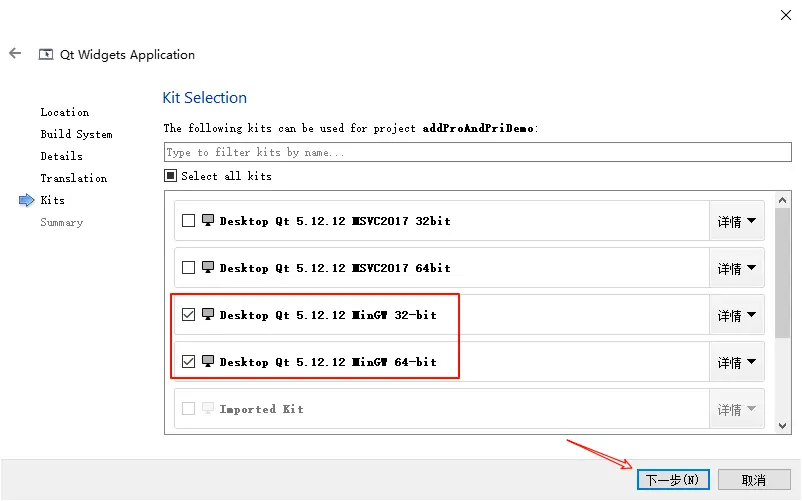 Qt Widgets Application
Location
Build System
Details
Translation
Kits
Summary
Kit Selection
The following kits can be used for project addProAndPriDemo:
Type to filter kits by name...
Select all kits
Desktop Qt 5.12.12 MSVC2017 32bit 详情
Desktop Qt 5.12.12 MSVC2017 64bit 详情
Desktop Qt 5.12.12 MinGW 32-bit 详情
Desktop Qt 5.12.12 MinGW 64-bit 详情
Imported Kit 详情
下一步(N) 取消